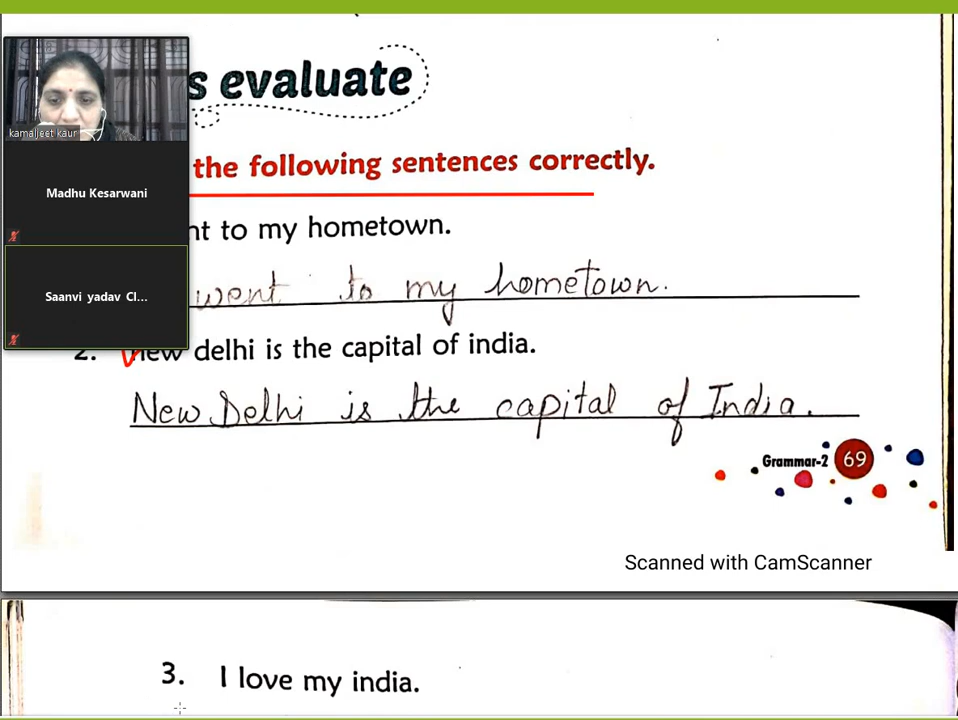 s evaluate
kamaljeet kaur
the following sentences correctly.
Madhu Kesarwani
nt to my hometown.
went to my hometown.
Saanvi yadav Cl...
2. new delhi is the capital of india.
New Delhi is the capital of India.
Grammar-2 69
Scanned with CamScanner
3. I love my india.